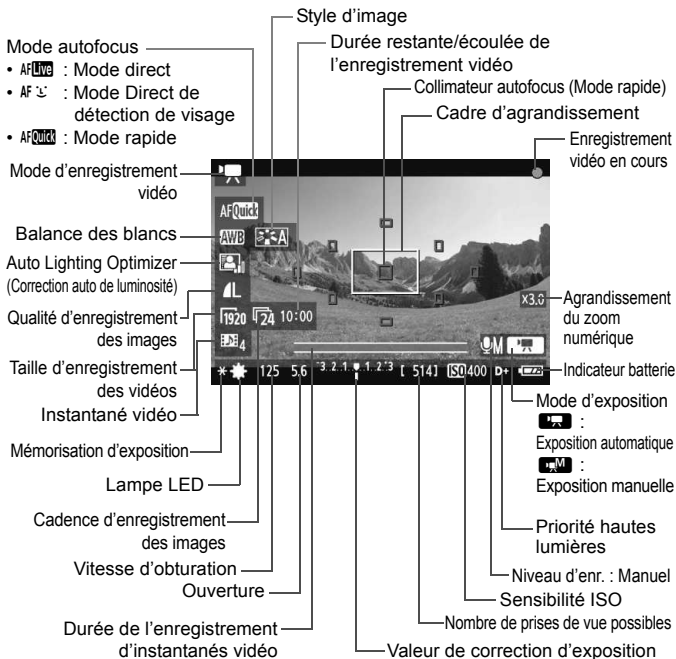 Style d'image
Mode autofocus
Durée restante/écoulée de
l'enregistrement vidéo
• AF Live : Mode direct
• AF : Mode Direct de
détection de visage
• AF Quick : Mode rapide
Collimateur autofocus (Mode rapide)
Cadre d'agrandissement
Enregistrement
vidéo en cours
Mode d'enregistrement
vidéo
AF Quick
Balance des blancs
AWB
A
Auto Lighting Optimizer
(Correction auto de luminosité)
Qualité d'enregistrement
des images
L
x3.0
Agrandissement
du zoom
numérique
Taille d'enregistrement
des vidéos
1920
24
10:00
Instantané vidéo
4
M
Indicateur batterie
125
5.6
3..2..1..1..2..3
[ 514]
ISO 400
D+
Mémorisation d'exposition
Mode d'exposition
:
Exposition automatique
M :
Exposition manuelle
Lampe LED
Cadence d'enregistrement
des images
Priorité hautes
lumières
Vitesse d'obturation
Niveau d'enr. : Manuel
Ouverture
Sensibilité ISO
Durée de l'enregistrement
d'instantanés vidéo
Nombre de prises de vue possibles
Valeur de correction d'exposition